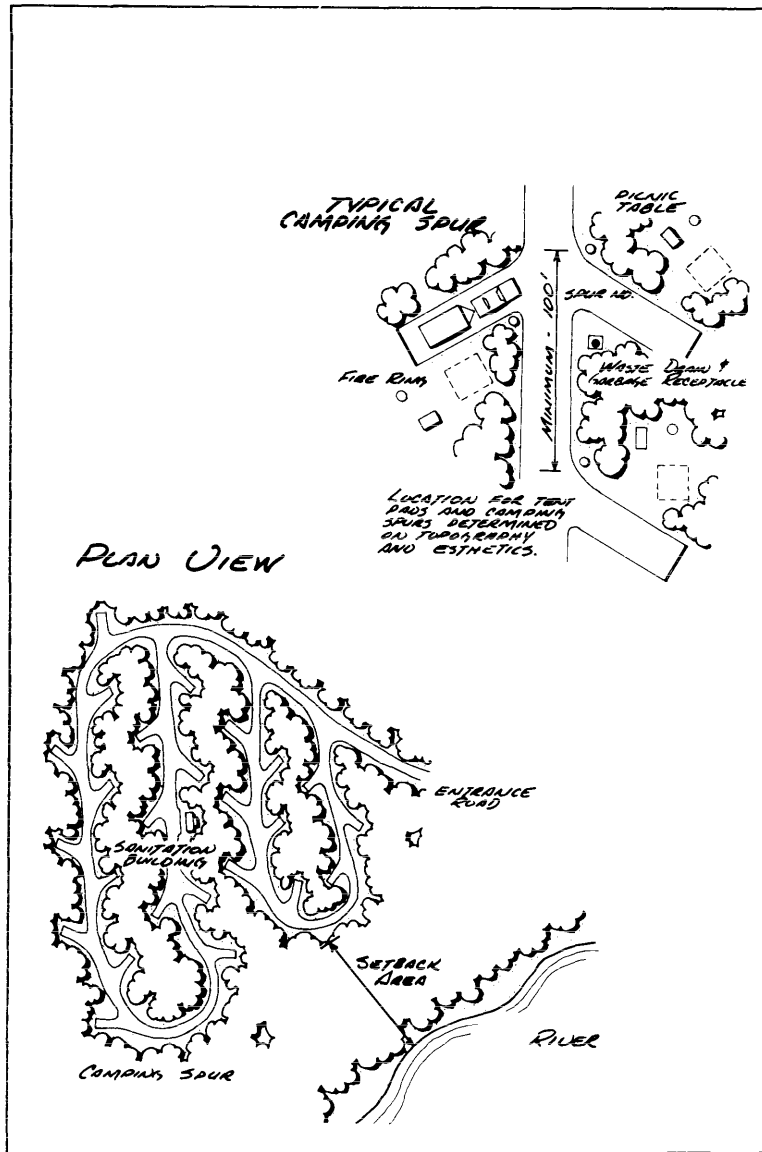 TYPICAL
CAMPING SPUR
PICNIC
TABLE
SPUR NO.
MINIMUM - 100'
FIRE RING
WASTE DRAIN &
GARBAGE RECEPTACLE
LOCATION FOR TENT
PADS AND CAMPING
SPURS DETERMINED
ON TOPOGRAPHY
AND ESTHETICS.
PLAN VIEW
ENTRANCE
ROAD
SANITATION
BUILDING
SETBACK
AREA
RIVER
CAMPING SPUR